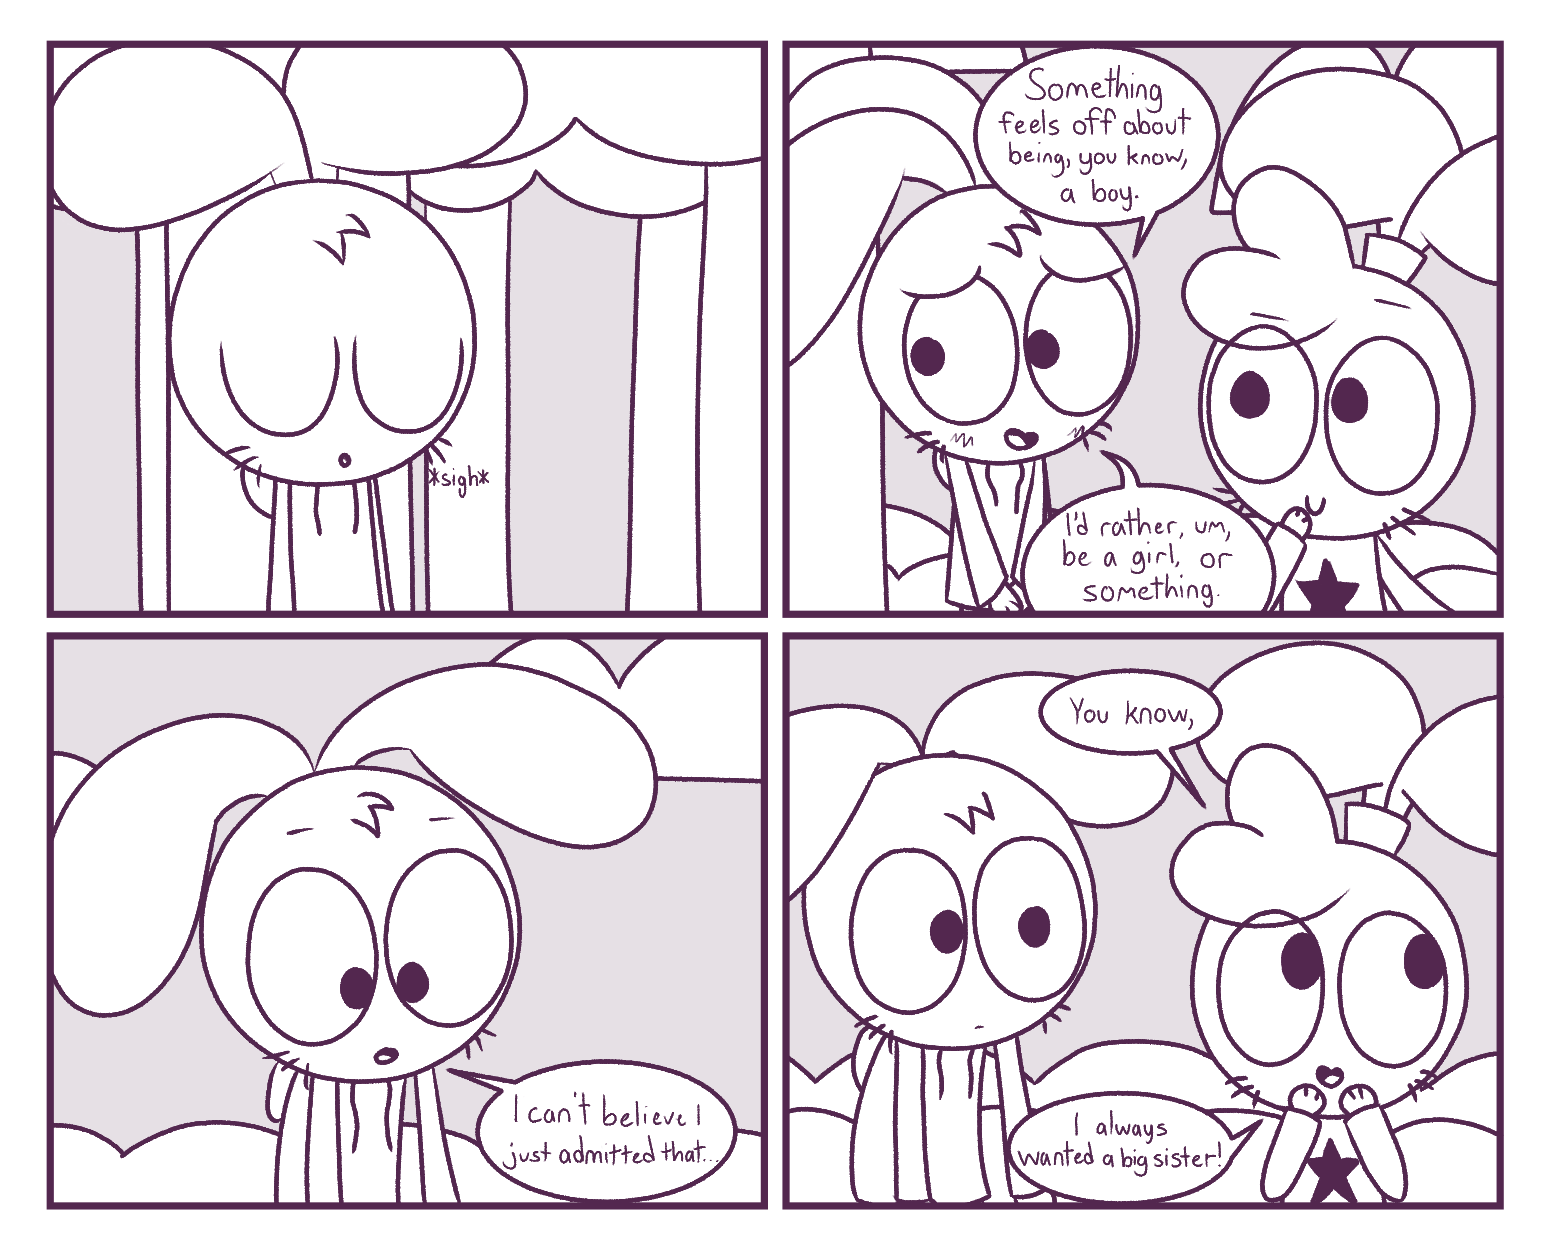 *sigh*
Something
feels off about
being, you know,
a boy.
I'd rather, um,
be a girl, or
something.
I can't believe I
just admitted that...
You know,
I always
wanted a big sister!